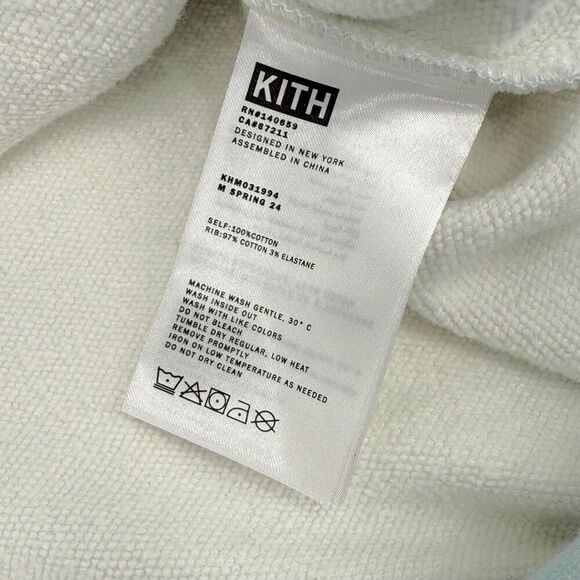 KITH
RN#140659
CA#67211
DESIGNED IN NEW YORK
ASSEMBLED IN CHINA
KHM031994
M SPRING 24
SELF:100%COTTON
RIB:97% COTTON 3% ELASTANE
MACHINE WASH GENTLE, 30° C
WASH INSIDE OUT
WASH WITH LIKE COLORS
DO NOT BLEACH
TUMBLE DRY REGULAR, LOW HEAT
REMOVE PROMPTLY
IRON ON LOW TEMPERATURE AS NEEDED
DO NOT DRY CLEAN